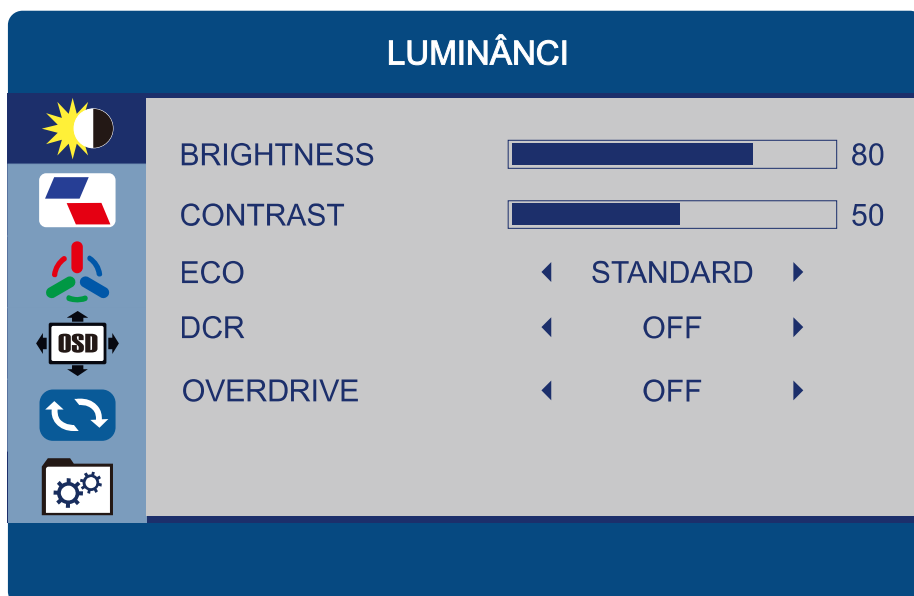 LUMINÂNCI
BRIGHTNESS 80
CONTRAST 50
ECO STANDARD
DCR OFF
OSD
OVERDRIVE OFF